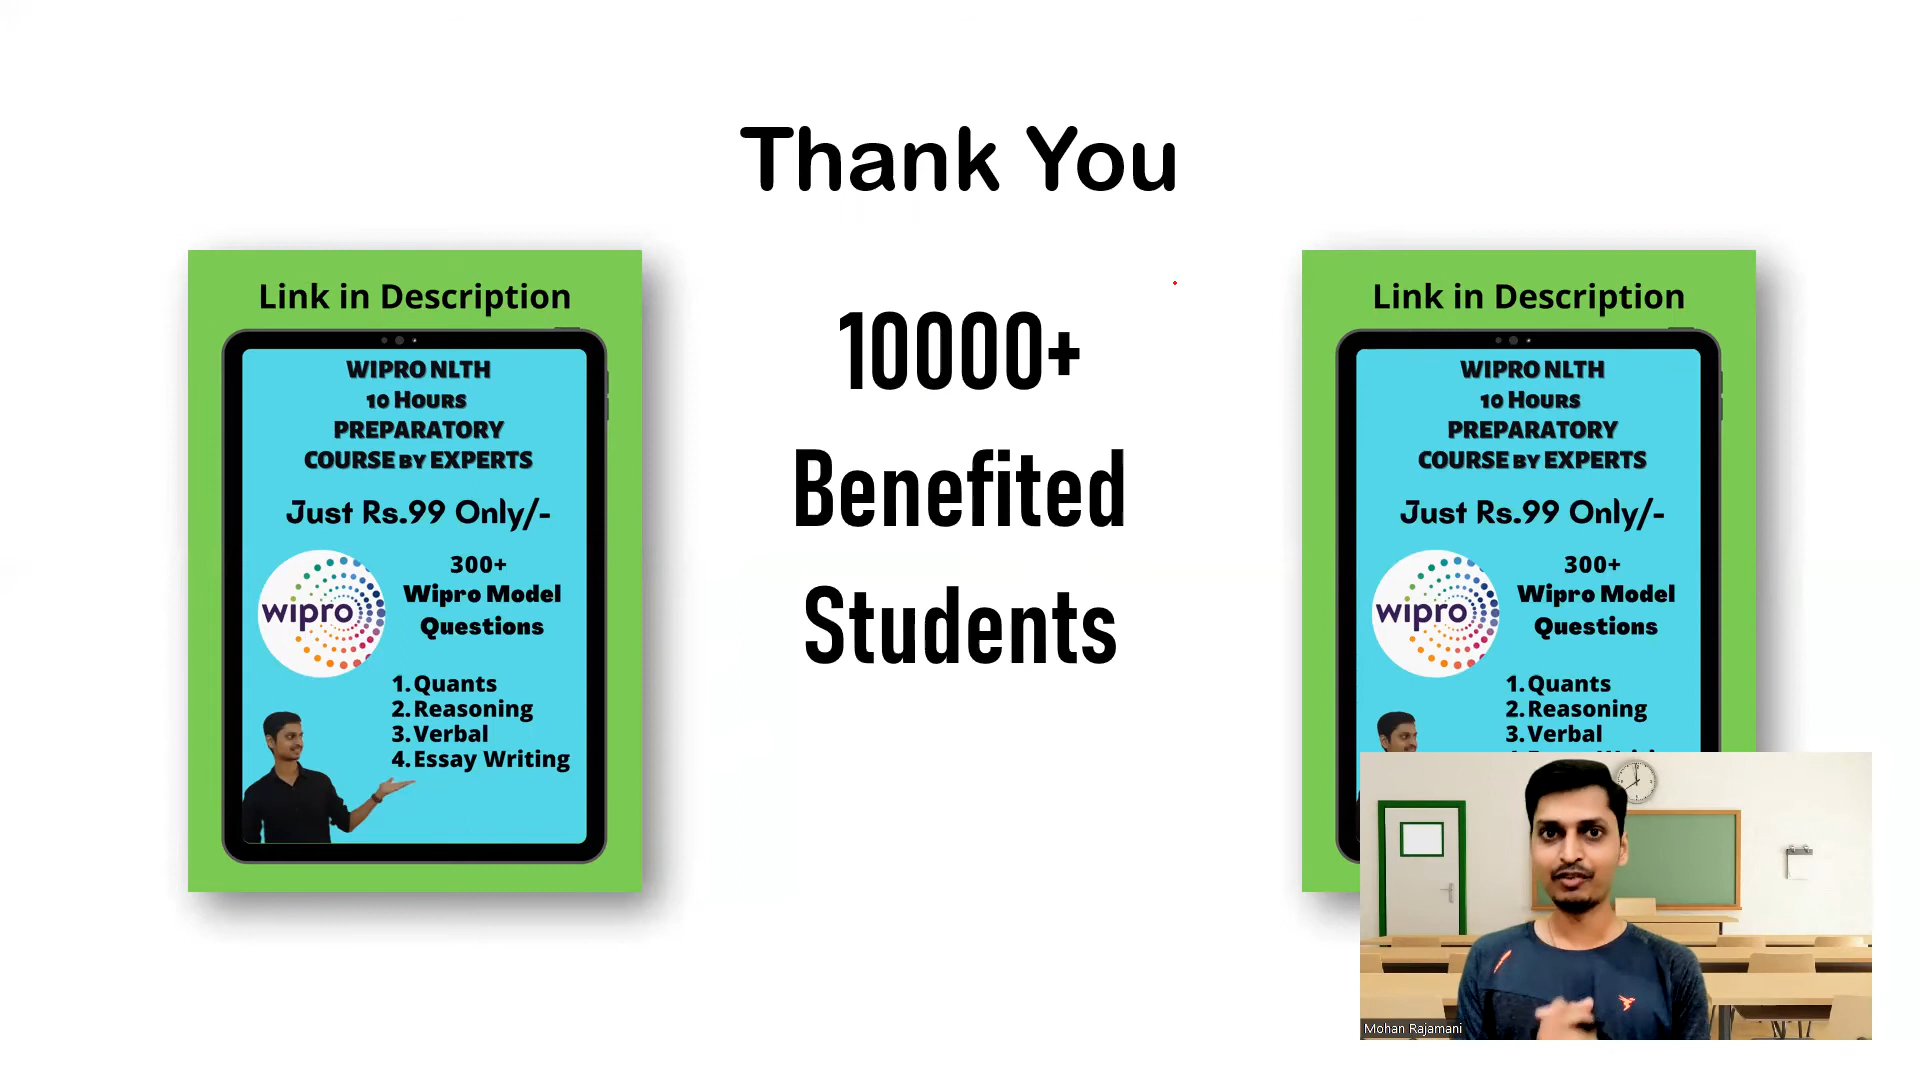 Thank You
Link in Description
WIPRO NLTH
10 HOURS
PREPARATORY
COURSE BY EXPERTS
Just Rs.99 Only/-
300+
Wipro Model
Questions
wipro
1. Quants
2. Reasoning
3. Verbal
4. Essay Writing
10000+
Benefited
Students
Link in Description
WIPRO NLTH
10 HOURS
PREPARATORY
COURSE BY EXPERTS
Just Rs.99 Only/-
300+
Wipro Model
Questions
wipro
1. Quants
2. Reasoning
3. Verbal
Mohan Rajamani